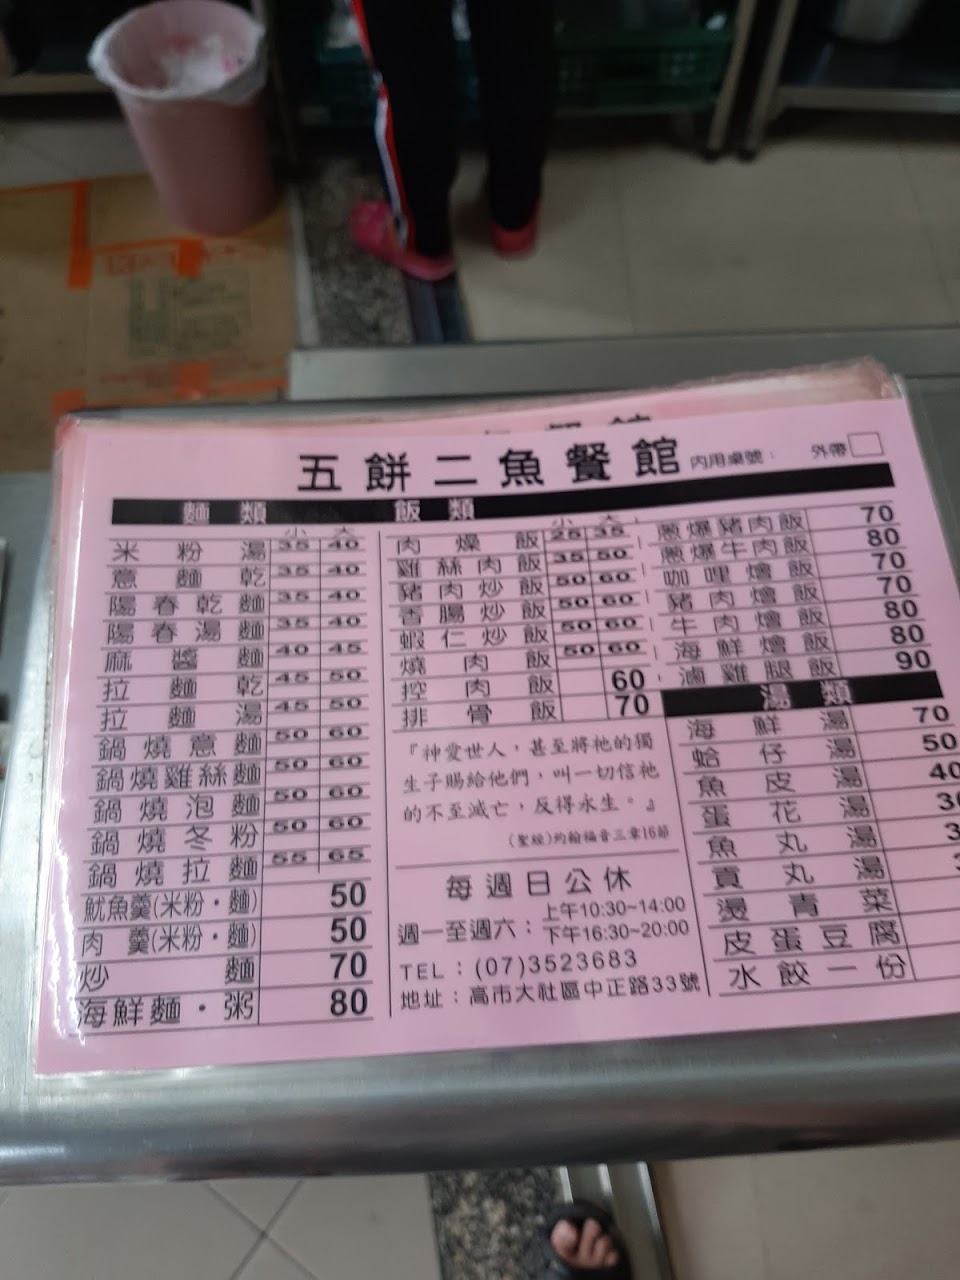 五餅二魚餐館 內用桌號： 外帶
麵類 飯類
小 大
米粉湯 35 40
意麵乾 35 40
陽春乾麵 35 40
陽春湯麵 35 40
麻醬麵 40 45
拉麵乾 45 50
拉麵湯 45 50
鍋燒意麵 50 60
鍋燒雞絲麵 50 60
鍋燒泡麵 50 60
鍋燒冬粉 50 60
鍋燒拉麵 55 65
魷魚羹(米粉・麵) 50
肉羹(米粉・麵) 50
炒麵 70
海鮮麵・粥 80
小 大
肉燥飯 25 35
雞絲肉飯 35 50
豬肉炒飯 50 60
香腸炒飯 50 60
蝦仁炒飯 50 60
燒肉飯 50 60
控肉飯 60
排骨飯 70
『神愛世人，甚至將祂的獨
生子賜給他們，叫一切信祂
的不至滅亡，反得永生。』
(聖經)約翰福音三章16節
每週日公休
週一至週六：上午10:30~14:00
下午16:30~20:00
TEL：(07)3523683
地址：高市大社區中正路33號
蔥爆豬肉飯 70
蔥爆牛肉飯 80
咖哩燴飯 70
豬肉燴飯 70
牛肉燴飯 80
海鮮燴飯 80
滷雞腿飯 90
湯類
海鮮湯 70
蛤仔湯 50
魚皮湯 40
蛋花湯
魚丸湯
貢丸湯
燙青菜
皮蛋豆腐
水餃一份